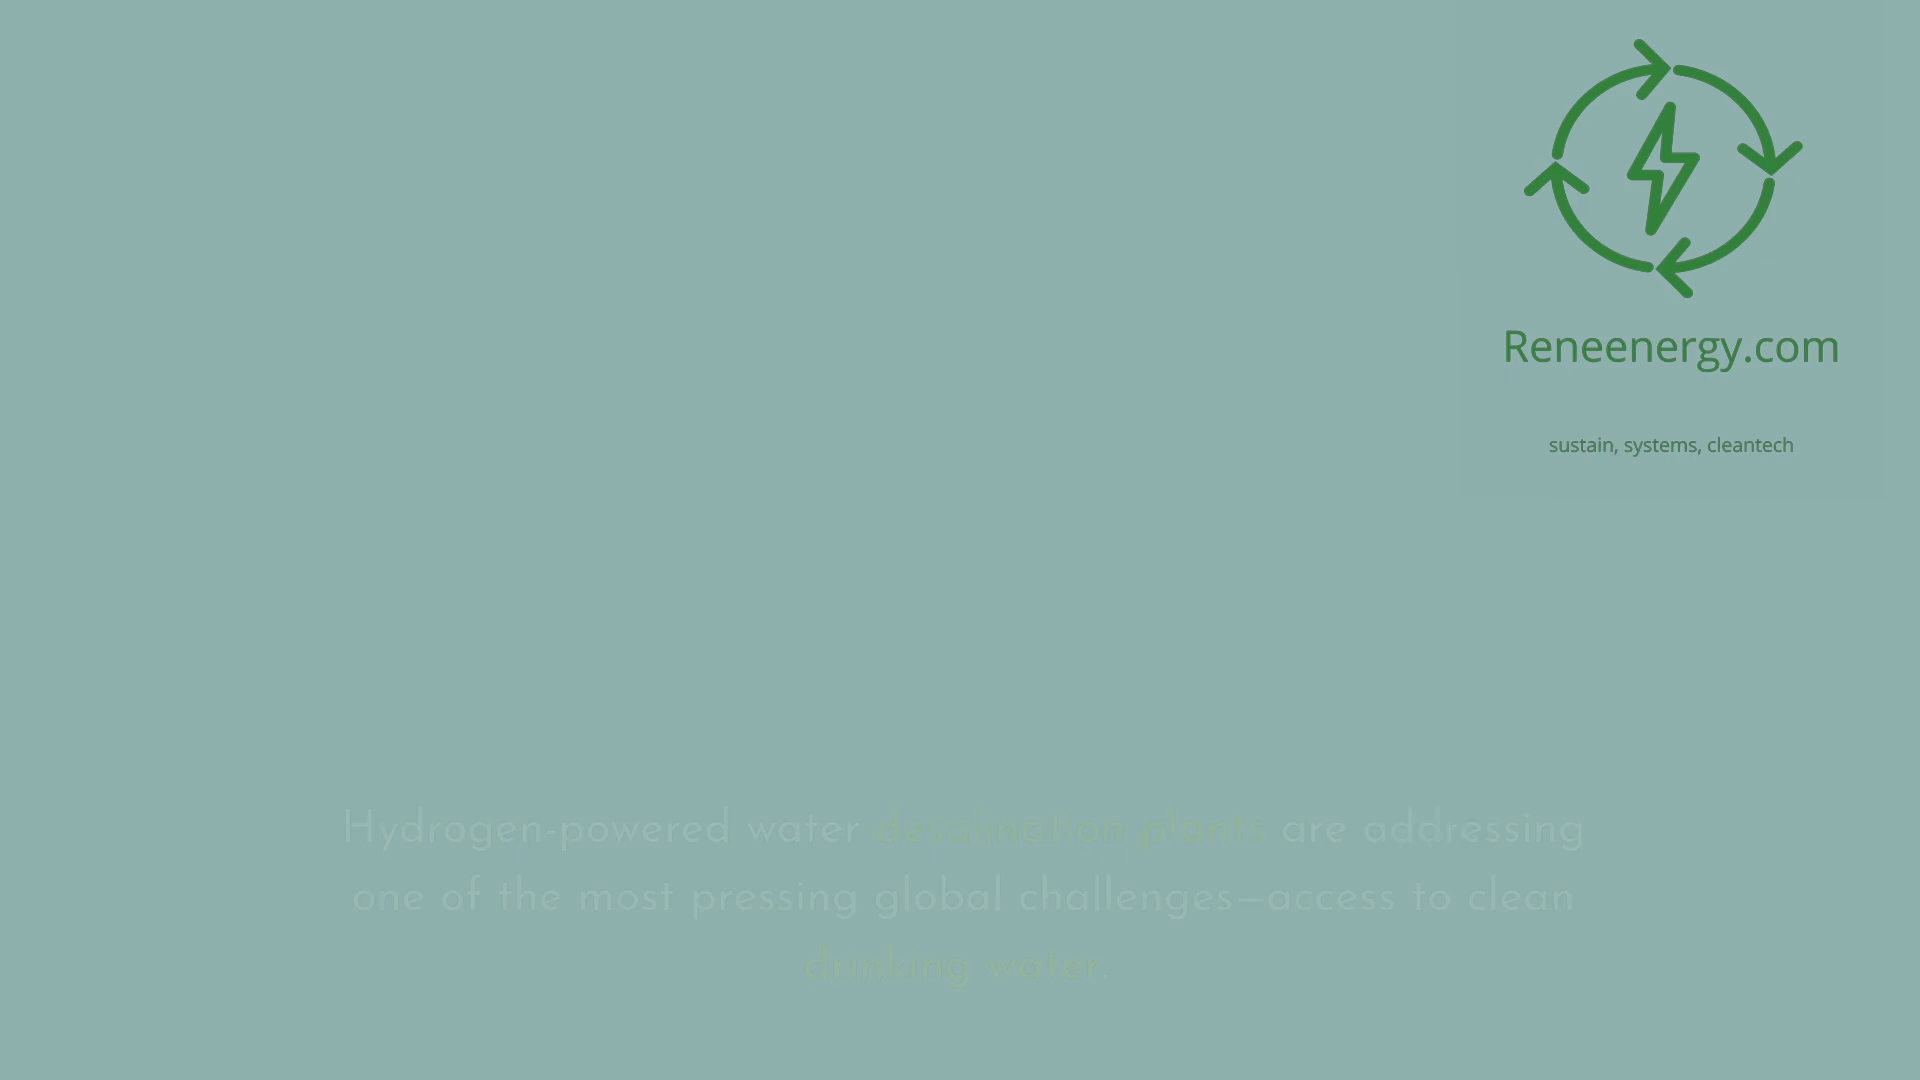 Reneenergy.com
sustain, systems, cleantech
Hydrogen-powered water desalination plants are addressing
one of the most pressing global challenges—access to clean
drinking water.